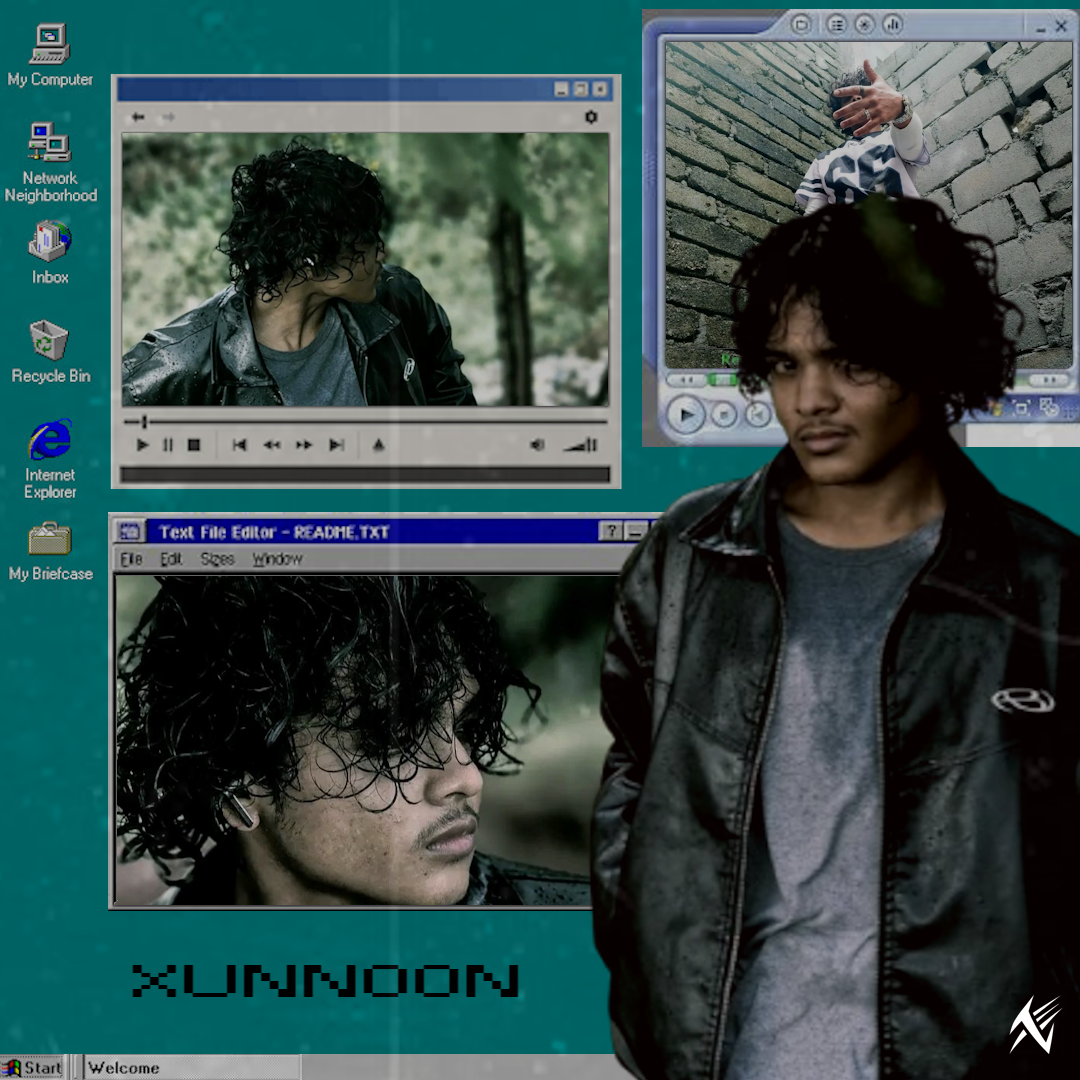 My Computer
Network
Neighborhood
Inbox
Recycle Bin
Internet
Explorer
My Briefcase
66
Text File Editor - README.TXT
?
File Edit Sizes Window
XUNNOON
Start
Welcome